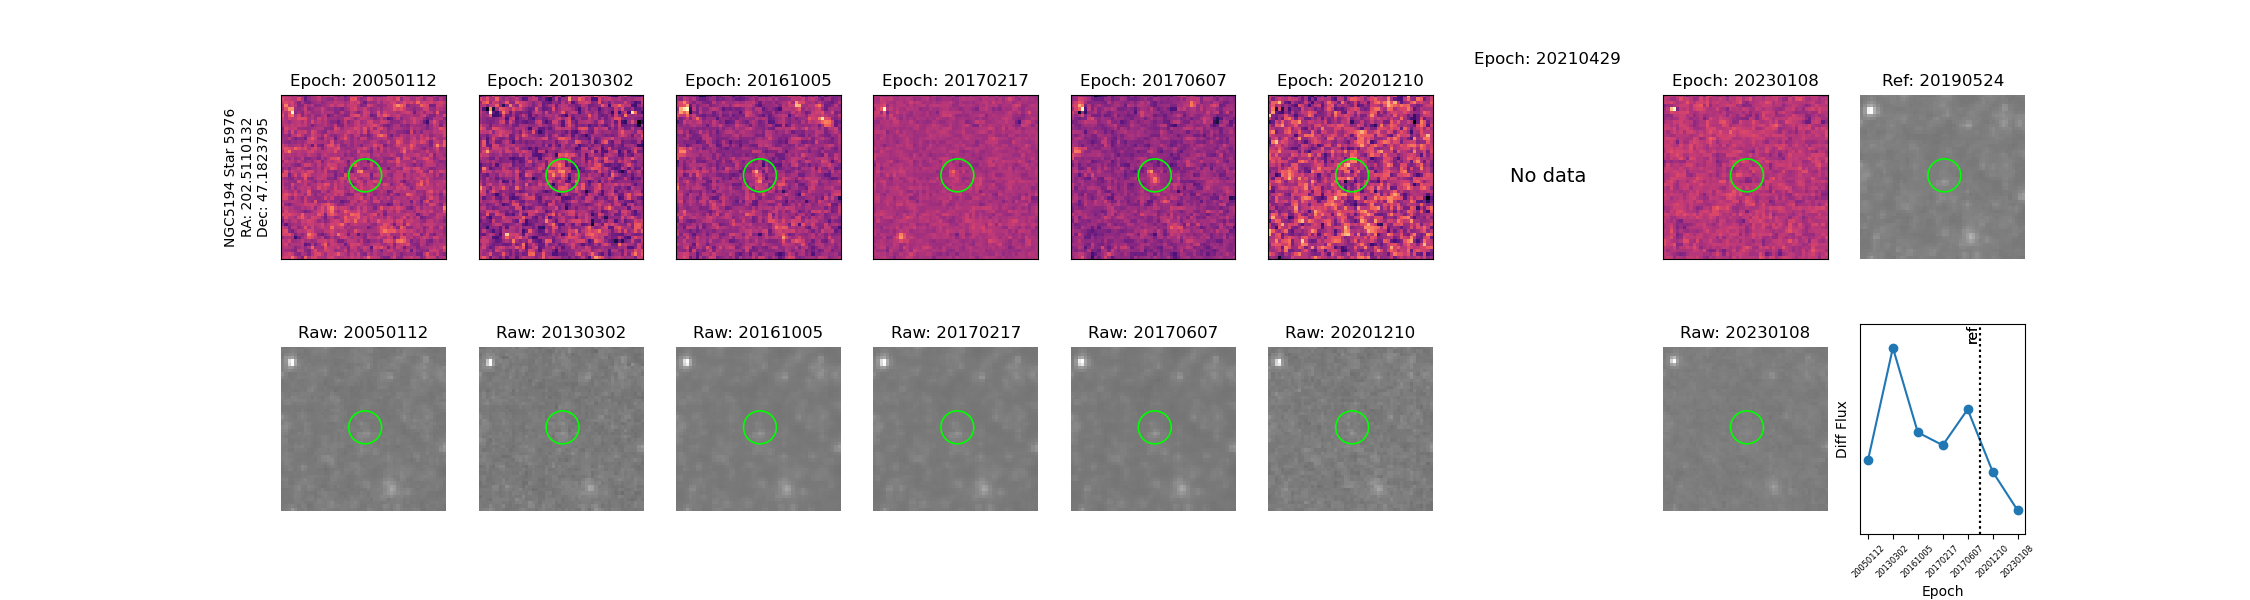 NGC5194 Star 5976
RA: 202.5110132
Dec: 47.1823795
Epoch: 20050112
Epoch: 20130302
Epoch: 20161005
Epoch: 20170217
Epoch: 20170607
Epoch: 20201210
Epoch: 20210429
No data
Epoch: 20230108
Ref: 20190524
Raw: 20050112
Raw: 20130302
Raw: 20161005
Raw: 20170217
Raw: 20170607
Raw: 20201210
Raw: 20230108
Diff Flux
ref
20050112
20130302
20161005
20170217
20170607
20201210
20230108
Epoch